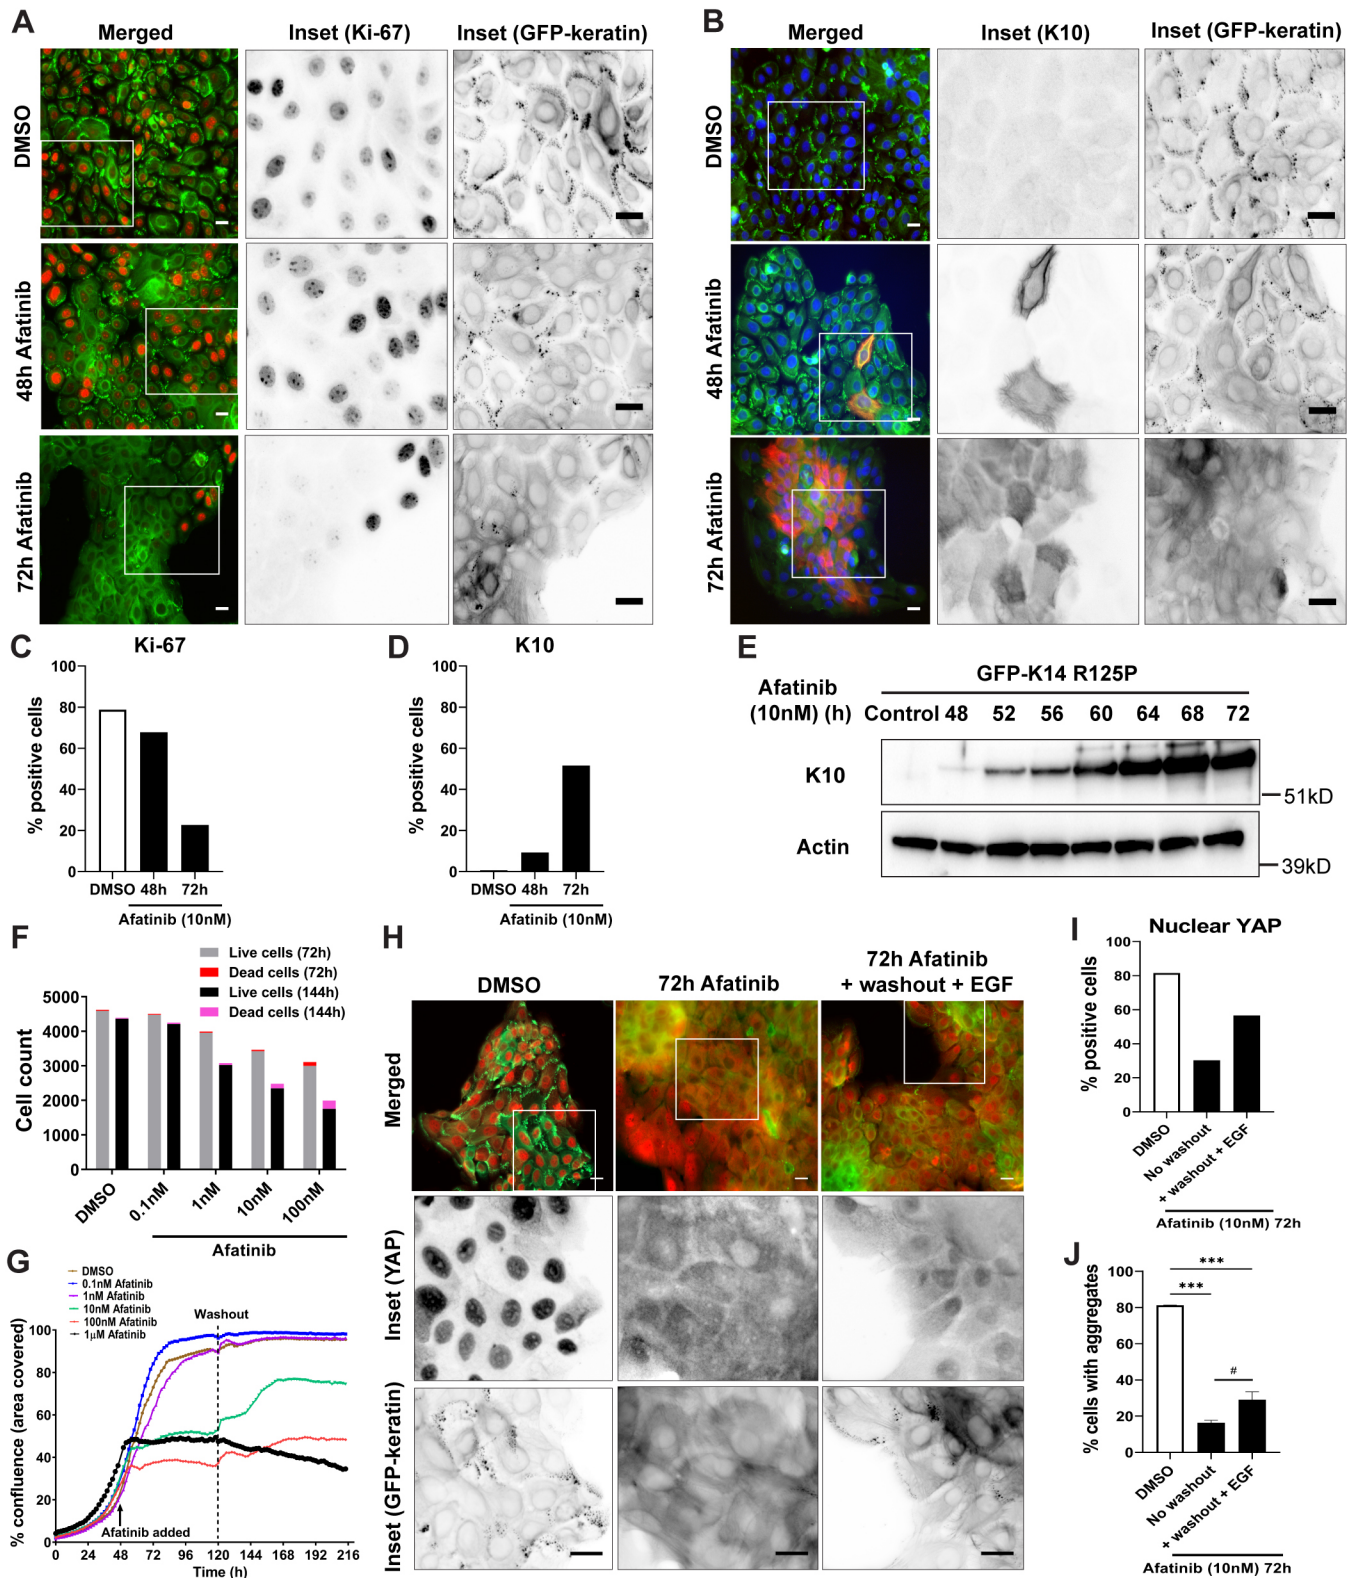 A
Merged
Inset (Ki-67)
Inset (GFP-keratin)
DMSO
48h Afatinib
72h Afatinib
B
Merged
Inset (K10)
Inset (GFP-keratin)
DMSO
48h Afatinib
72h Afatinib
C
Ki-67
% positive cells
100
80
60
40
20
0
DMSO 48h 72h
Afatinib (10nM)
D
K10
% positive cells
100
80
60
40
20
0
DMSO 48h 72h
Afatinib (10nM)
E
GFP-K14 R125P
Afatinib
(10nM) (h) Control 48 52 56 60 64 68 72
K10
51kD
Actin
39kD
F
Live cells (72h)
Dead cells (72h)
Live cells (144h)
Dead cells (144h)
Cell count
5000
4000
3000
2000
1000
0
DMSO
0.1nM
1nM
10nM
100nM
Afatinib
G
DMSO
0.1nM Afatinib
1nM Afatinib
10nM Afatinib
100nM Afatinib
1µM Afatinib
Washout
% confluence (area covered)
100
80
60
40
20
0
Afatinib added
0 24 48 72 96 120 144 168 192 216
Time (h)
H
DMSO
72h Afatinib
72h Afatinib
+ washout + EGF
Merged
Inset (YAP)
Inset (GFP-keratin)
I
Nuclear YAP
% positive cells
100
80
60
40
20
0
DMSO
No washout
+ washout + EGF
Afatinib (10nM) 72h
J
% cells with aggregates
100
80
60
40
20
0
***
***
#
DMSO
No washout
+ washout + EGF
Afatinib (10nM) 72h